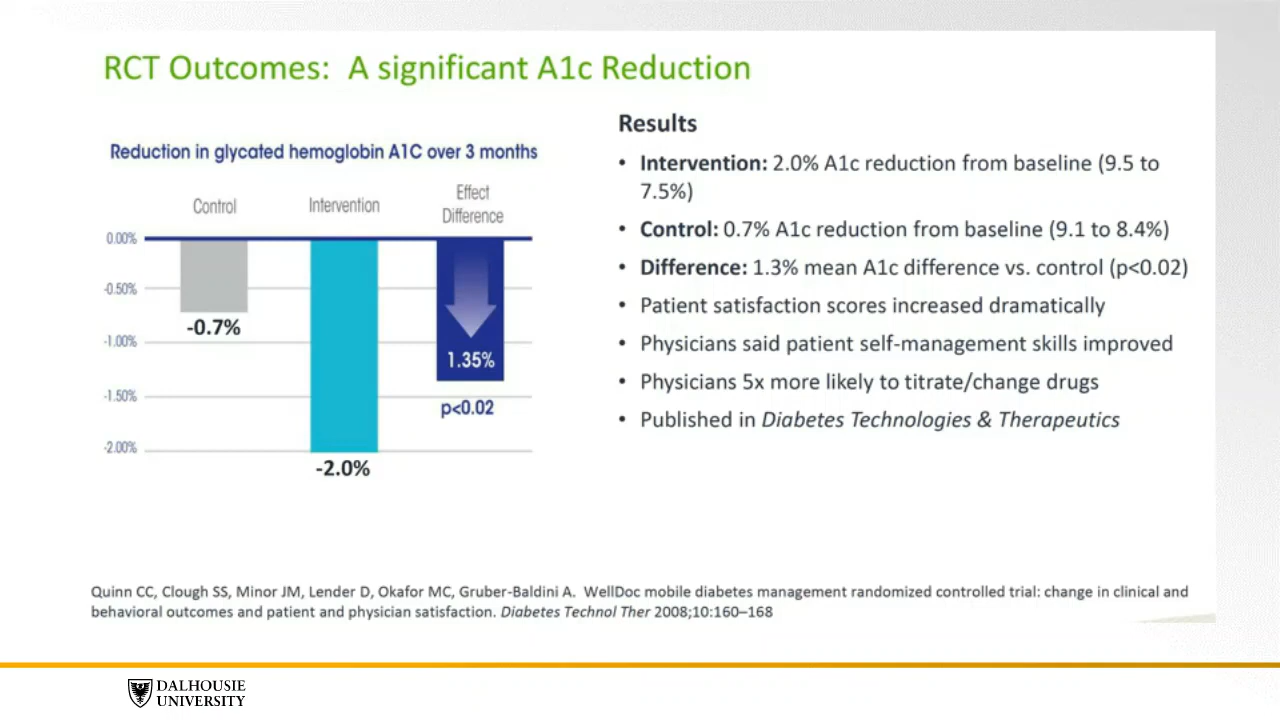 RCT Outcomes: A significant A1c Reduction
Reduction in glycated hemoglobin A1C over 3 months
Control
Intervention
Effect
Difference
0.00%
-0.50%
-1.00%
-1.50%
-2.00%
-0.7%
-2.0%
1.35%
p<0.02
Results
• Intervention: 2.0% A1c reduction from baseline (9.5 to
7.5%)
• Control: 0.7% A1c reduction from baseline (9.1 to 8.4%)
• Difference: 1.3% mean A1c difference vs. control (p<0.02)
• Patient satisfaction scores increased dramatically
• Physicians said patient self-management skills improved
• Physicians 5x more likely to titrate/change drugs
• Published in Diabetes Technologies & Therapeutics
Quinn CC, Clough SS, Minor JM, Lender D, Okafor MC, Gruber-Baldini A. WellDoc mobile diabetes management randomized controlled trial: change in clinical and
behavioral outcomes and patient and physician satisfaction. Diabetes Technol Ther 2008;10:160–168
DALHOUSIE
UNIVERSITY